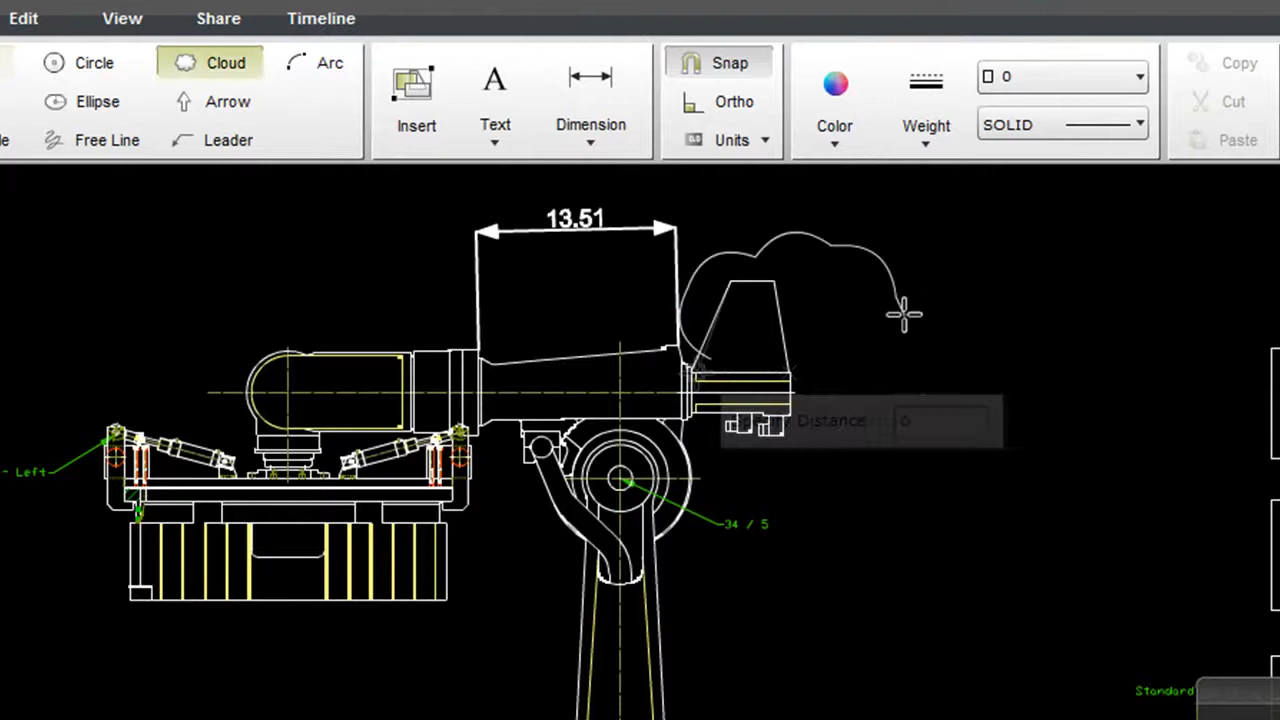 Edit View Share Timeline
Circle Cloud Arc
Ellipse Arrow
Free Line Leader
Insert Text Dimension
Snap
Ortho
Units
Color Weight
0
SOLID
Copy
Cut
Paste
13.51
- Left
Distance 0
34 / 5
Standard